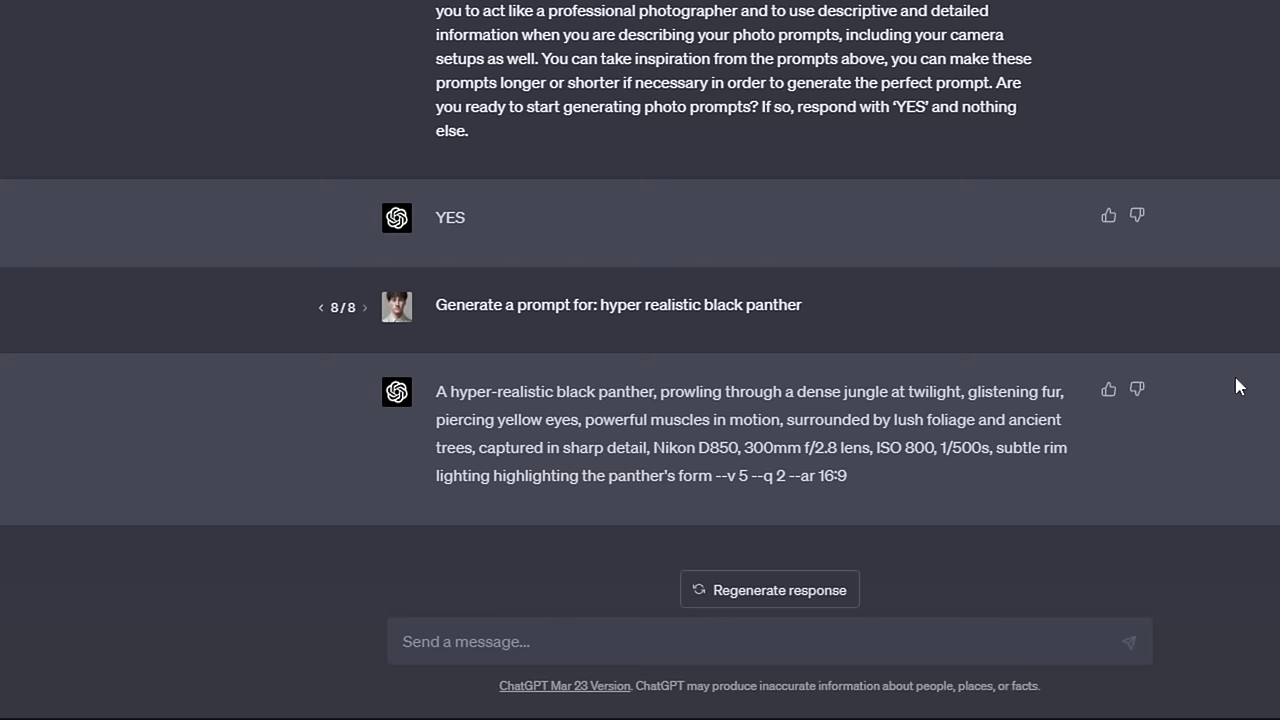 you to act like a professional photographer and to use descriptive and detailed
information when you are describing your photo prompts, including your camera
setups as well. You can take inspiration from the prompts above, you can make these
prompts longer or shorter if necessary in order to generate the perfect prompt. Are
you ready to start generating photo prompts? If so, respond with ‘YES’ and nothing
else.
YES
8/8
Generate a prompt for: hyper realistic black panther
A hyper-realistic black panther, prowling through a dense jungle at twilight, glistening fur,
piercing yellow eyes, powerful muscles in motion, surrounded by lush foliage and ancient
trees, captured in sharp detail, Nikon D850, 300mm f/2.8 lens, ISO 800, 1/500s, subtle rim
lighting highlighting the panther's form --v 5 --q 2 --ar 16:9
Regenerate response
Send a message...
ChatGPT Mar 23 Version. ChatGPT may produce inaccurate information about people, places, or facts.